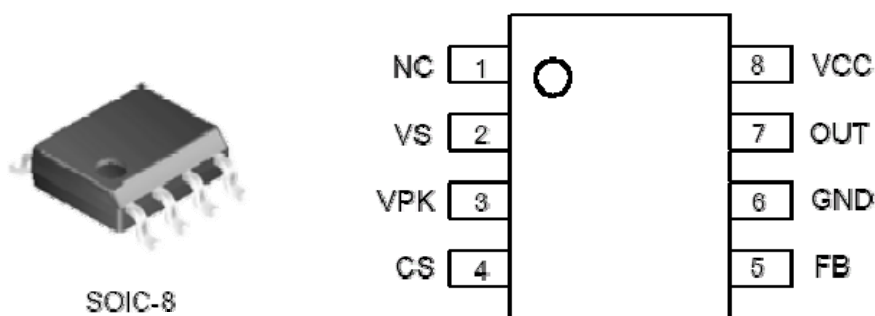 NC 1 8 VCC
VS 2 7 OUT
VPK 3 6 GND
CS 4 5 FB
SOIC-8